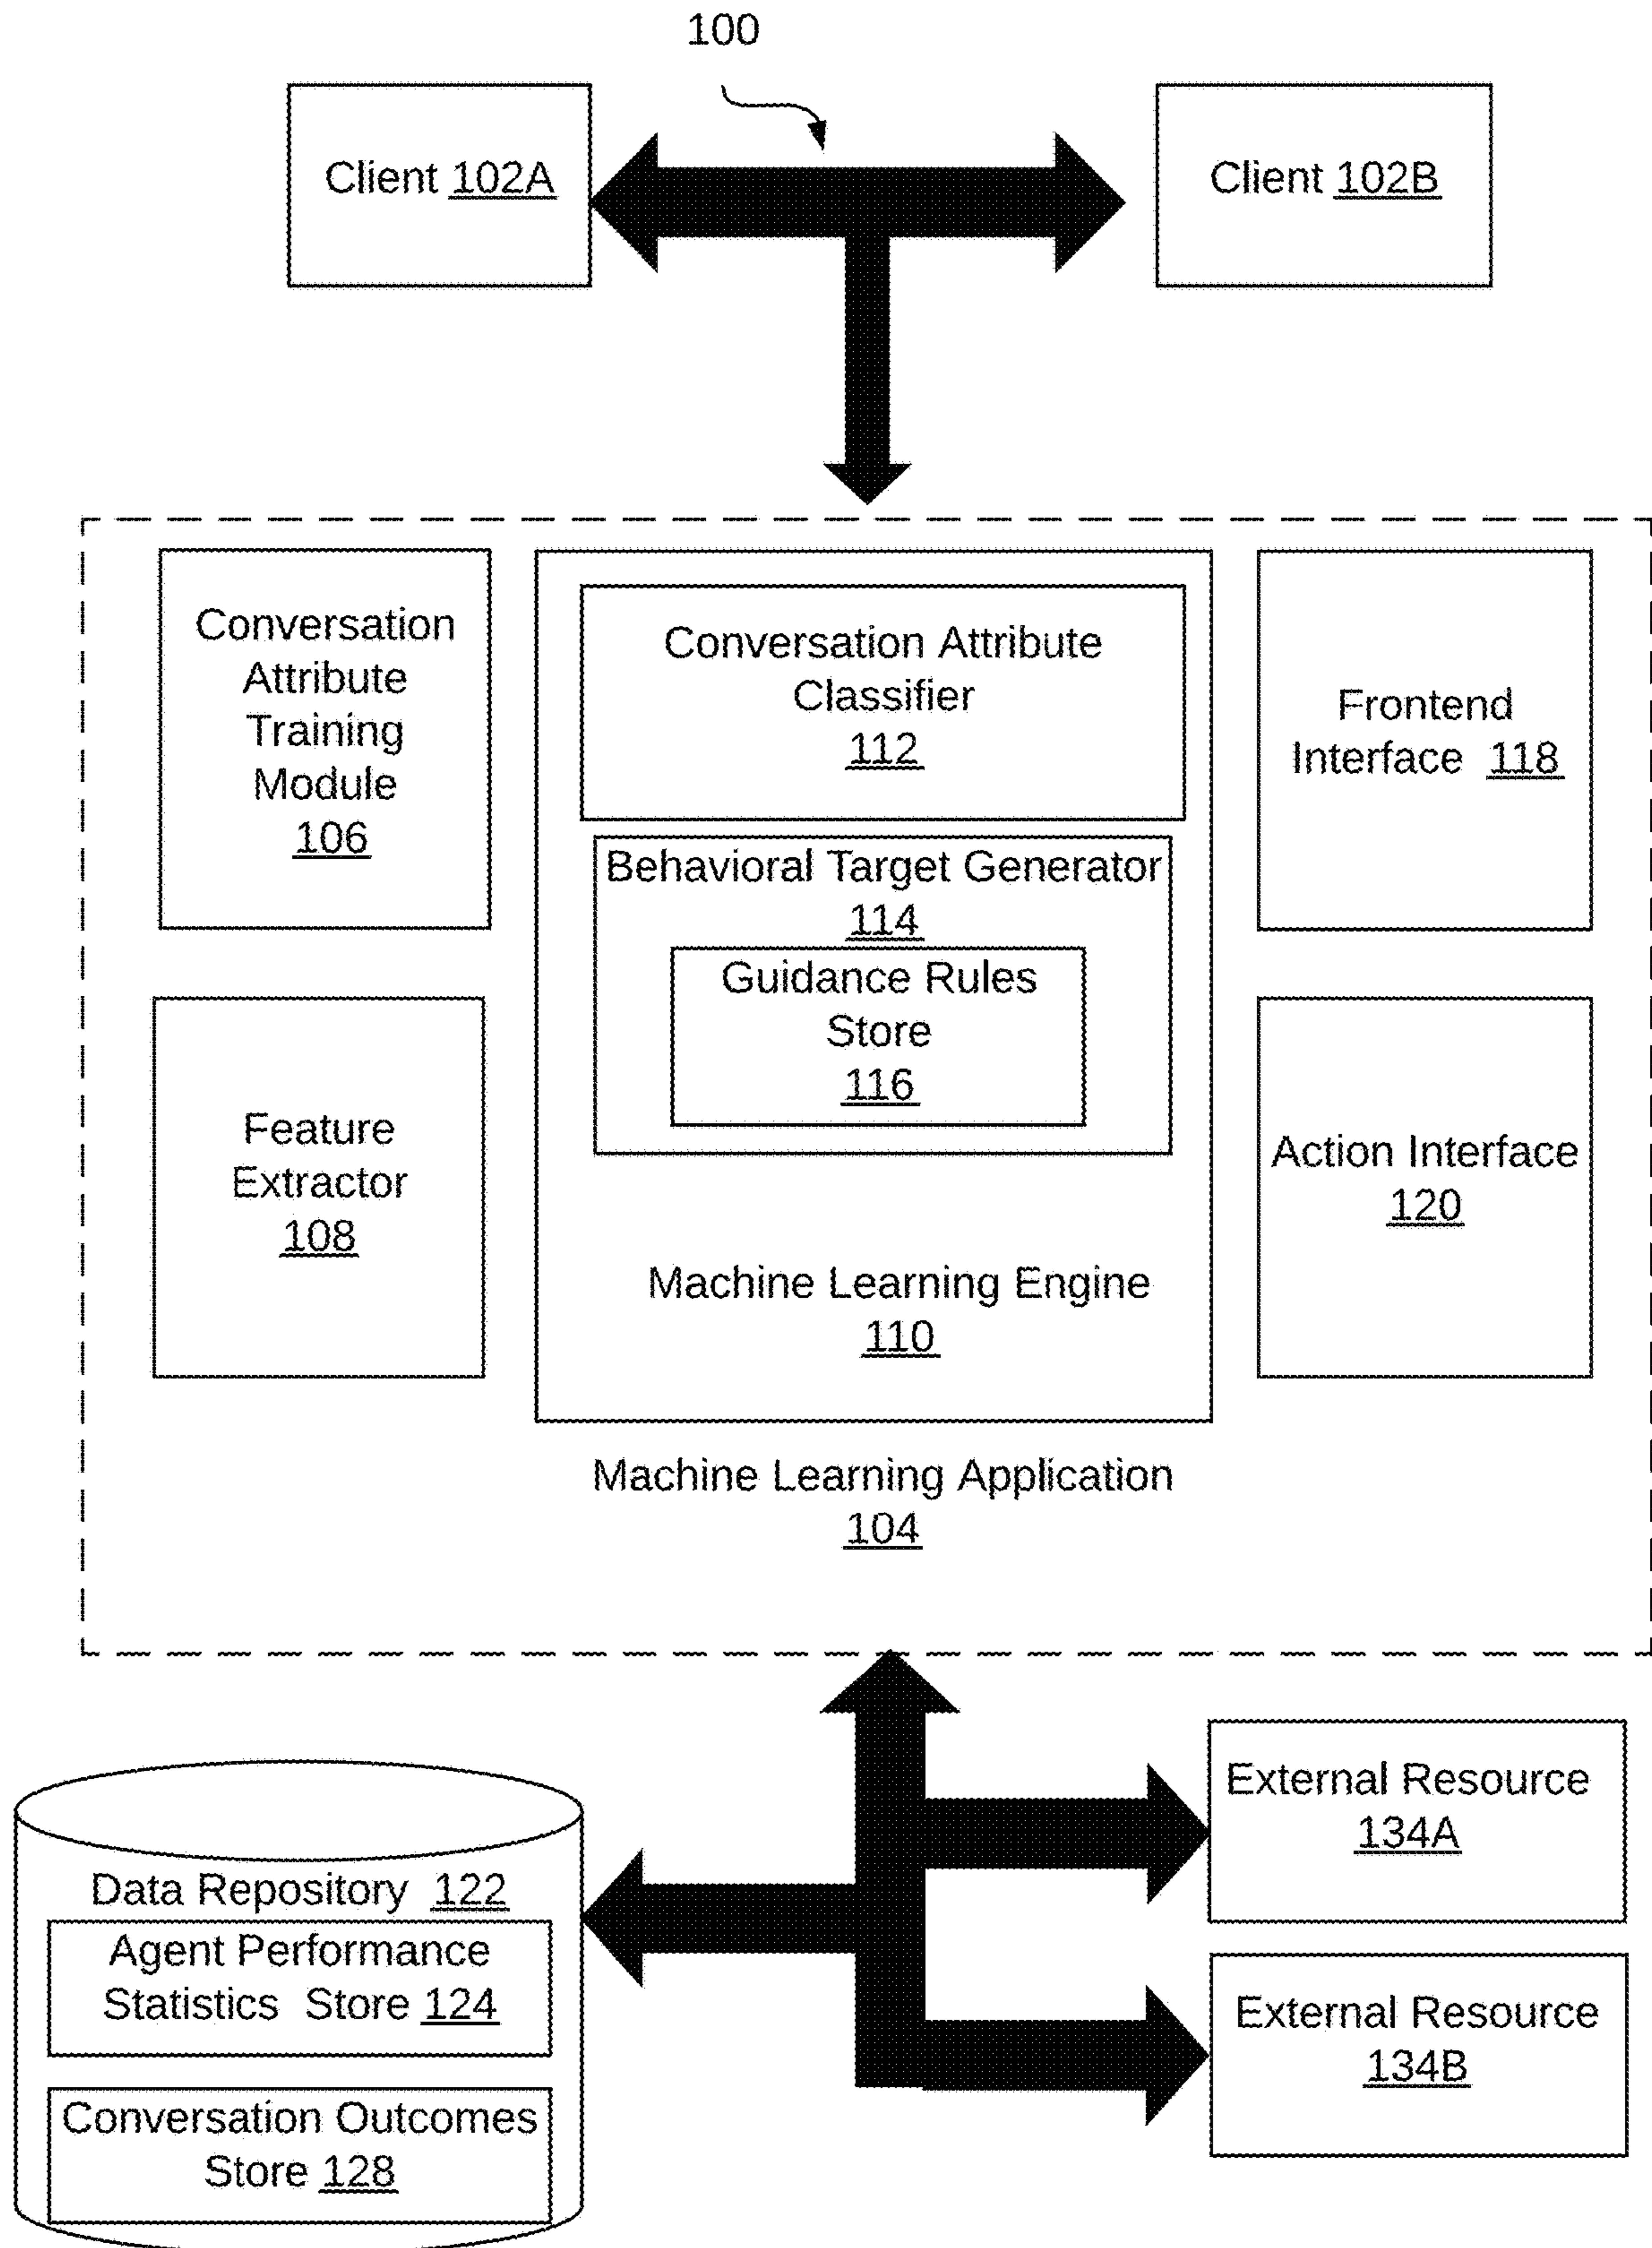 100
Client 102A
Client 102B
Conversation
Attribute
Training
Module
106
Conversation Attribute
Classifier
112
Frontend
Interface 118
Behavioral Target Generator
114
Guidance Rules
Store
116
Feature
Extractor
108
Action Interface
120
Machine Learning Engine
110
Machine Learning Application
104
External Resource
134A
Data Repository 122
Agent Performance
Statistics Store 124
External Resource
134B
Conversation Outcomes
Store 128